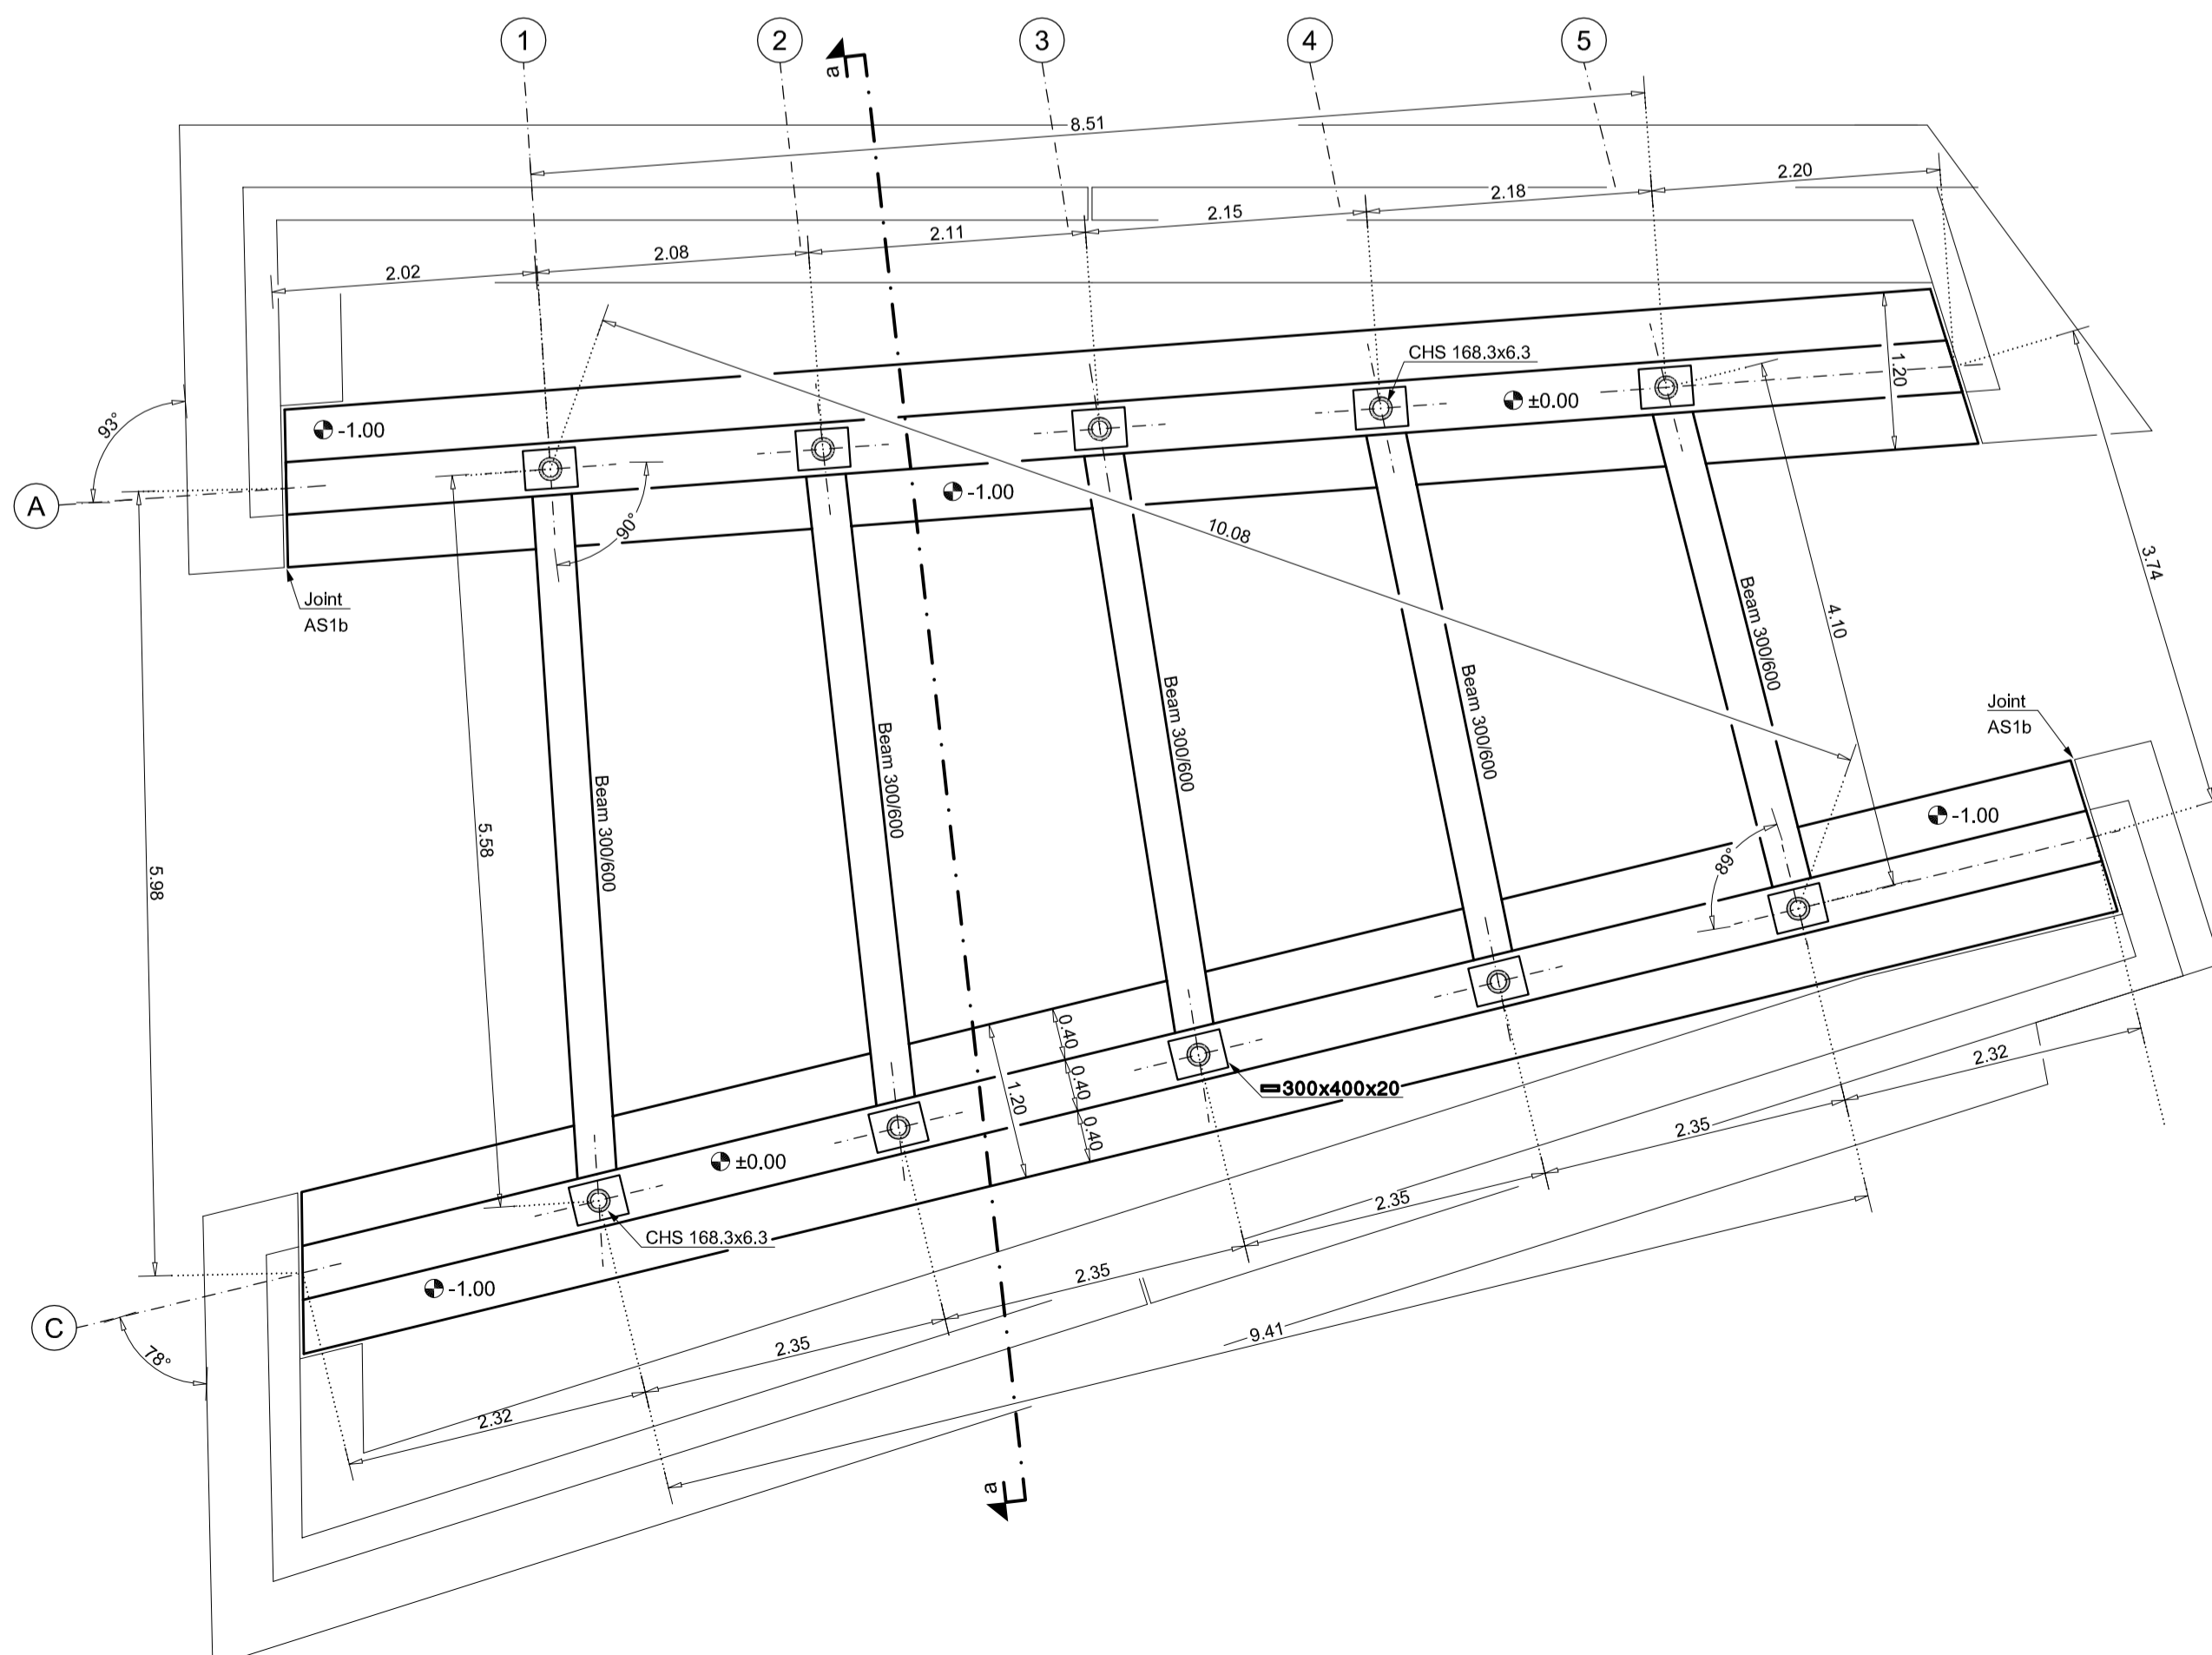 1
2
3
4
5
a
8.51
2.20
2.18
2.15
2.11
2.08
2.02
CHS 168.3x6.3
1.20
±0.00
93°
-1.00
-1.00
A
90°
10.08
3.74
Joint
AS1b
Beam 300/600
Beam 300/600
Beam 300/600
Beam 300/600
Beam 300/600
4.10
Joint
AS1b
5.58
5.98
-1.00
89°
0.40
0.40
0.40
1.20
300x400x20
2.32
2.35
±0.00
2.35
CHS 168.3x6.3
-1.00
2.35
C
9.41
78°
2.35
2.32
a